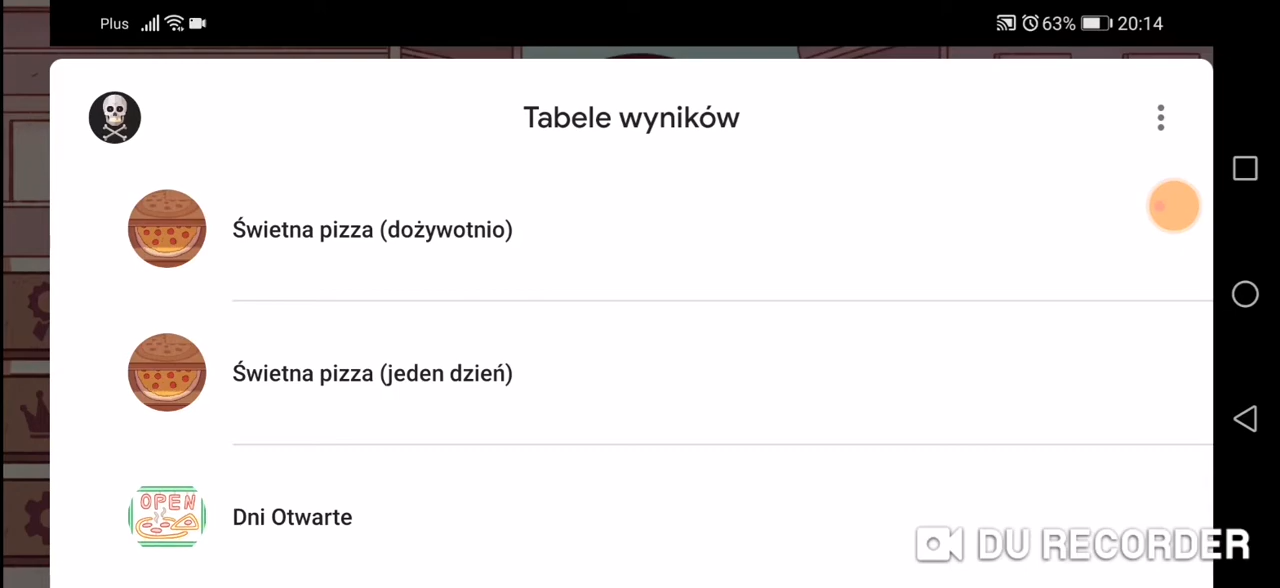 Plus 63% 20:14
Tabele wyników
Świetna pizza (dożywotnio)
Świetna pizza (jeden dzień)
OPEN
Dni Otwarte
DU RECORDER